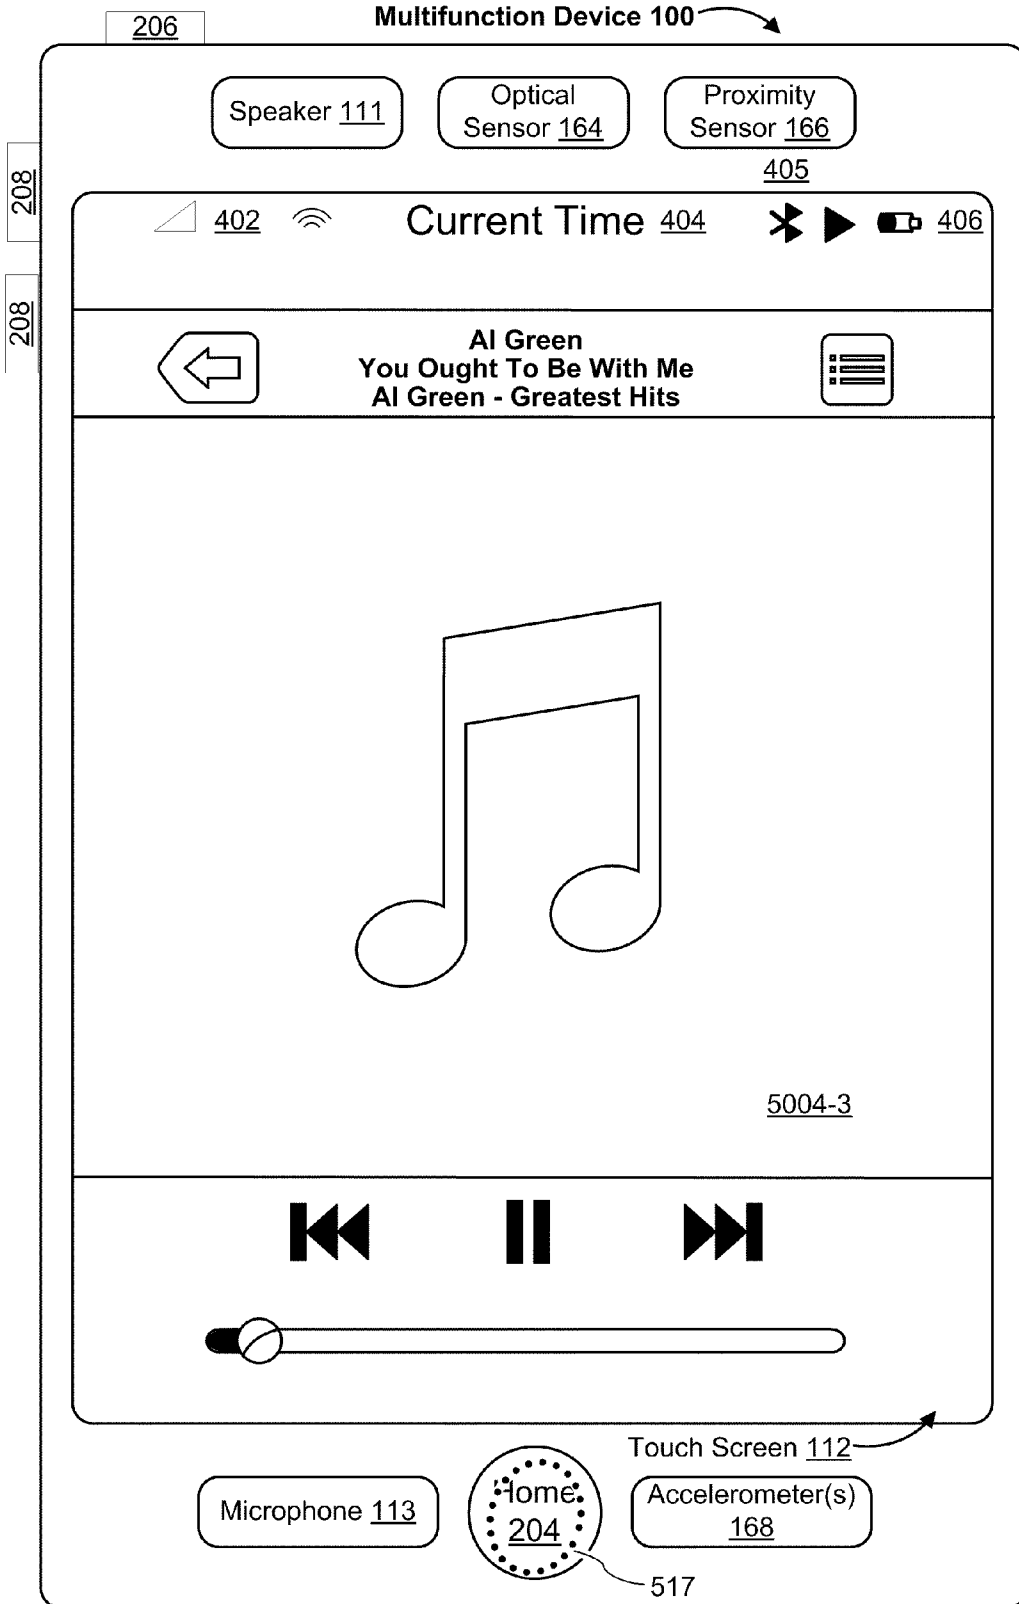 Multifunction Device 100
206
Speaker 111
Optical
Sensor 164
Proximity
Sensor 166
405
208
402
Current Time 404
406
208
Al Green
You Ought To Be With Me
Al Green - Greatest Hits
5004-3
Touch Screen 112
Microphone 113
Home
204
Accelerometer(s)
168
517